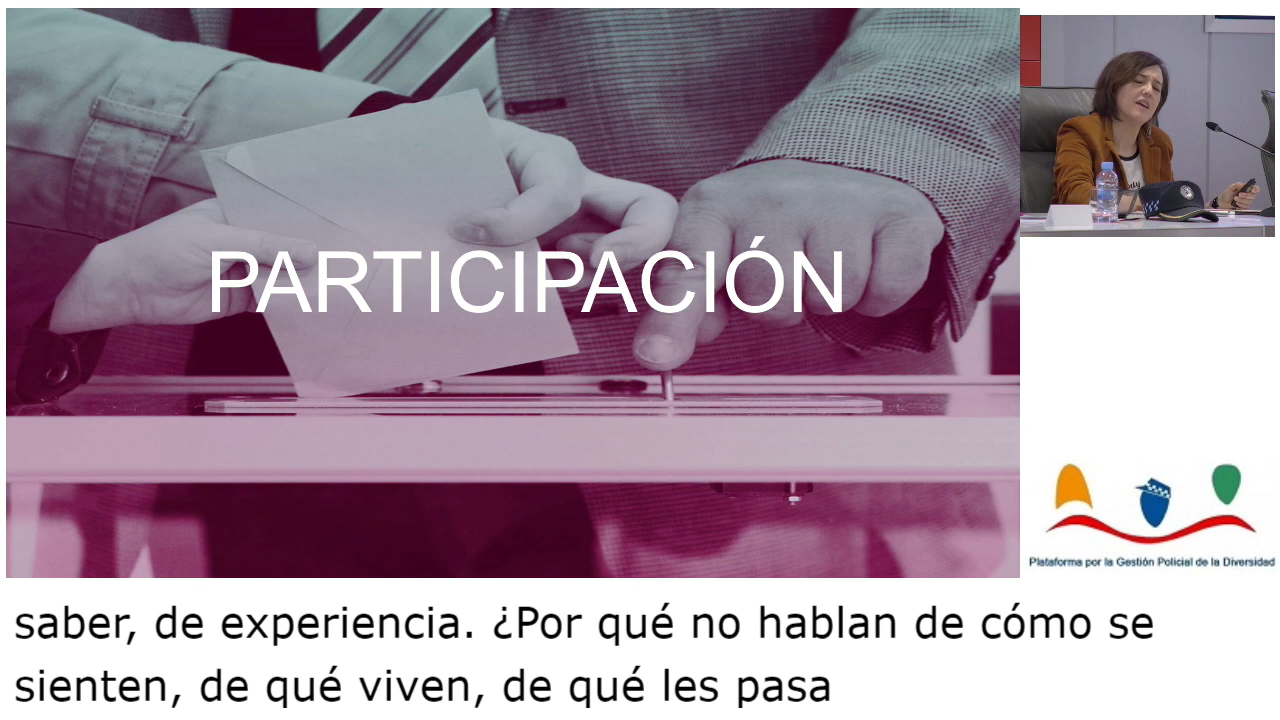 PARTICIPACIÓN
Plataforma por la Gestión Policial de la Diversidad
saber, de experiencia. ¿Por qué no hablan de cómo se
sienten, de qué viven, de qué les pasa